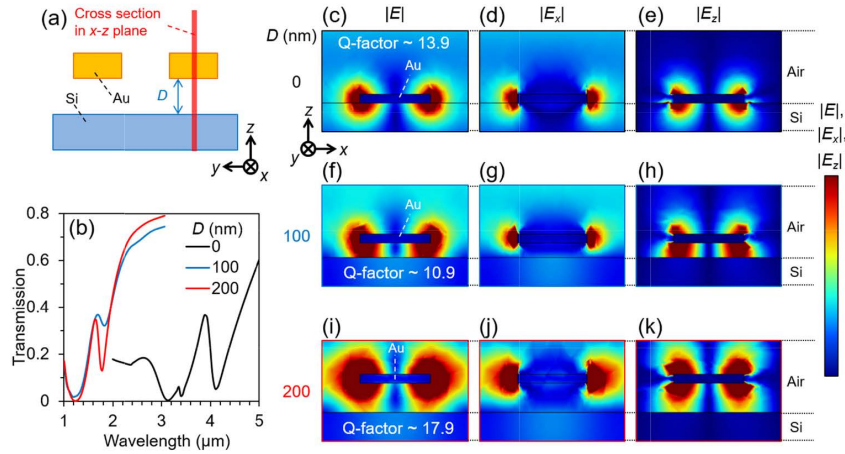 (a)
Cross section
in x-z plane
D
Si
Au
z
y
x
(b)
D (nm)
0
100
200
0.8
0.6
0.4
0.2
0
Transmission
1 2 3 4 5
Wavelength (µm)
|E| |Ex| |Ez|
(c) (d) (e)
D (nm)
Q-factor ~ 13.9
Au
0
Air
Si
z
y
x
|E|,
|Ex|,
|Ez|
(f) (g) (h)
Au
100
Q-factor ~ 10.9
Air
Si
(i) (j) (k)
Au
200
Q-factor ~ 17.9
Air
Si